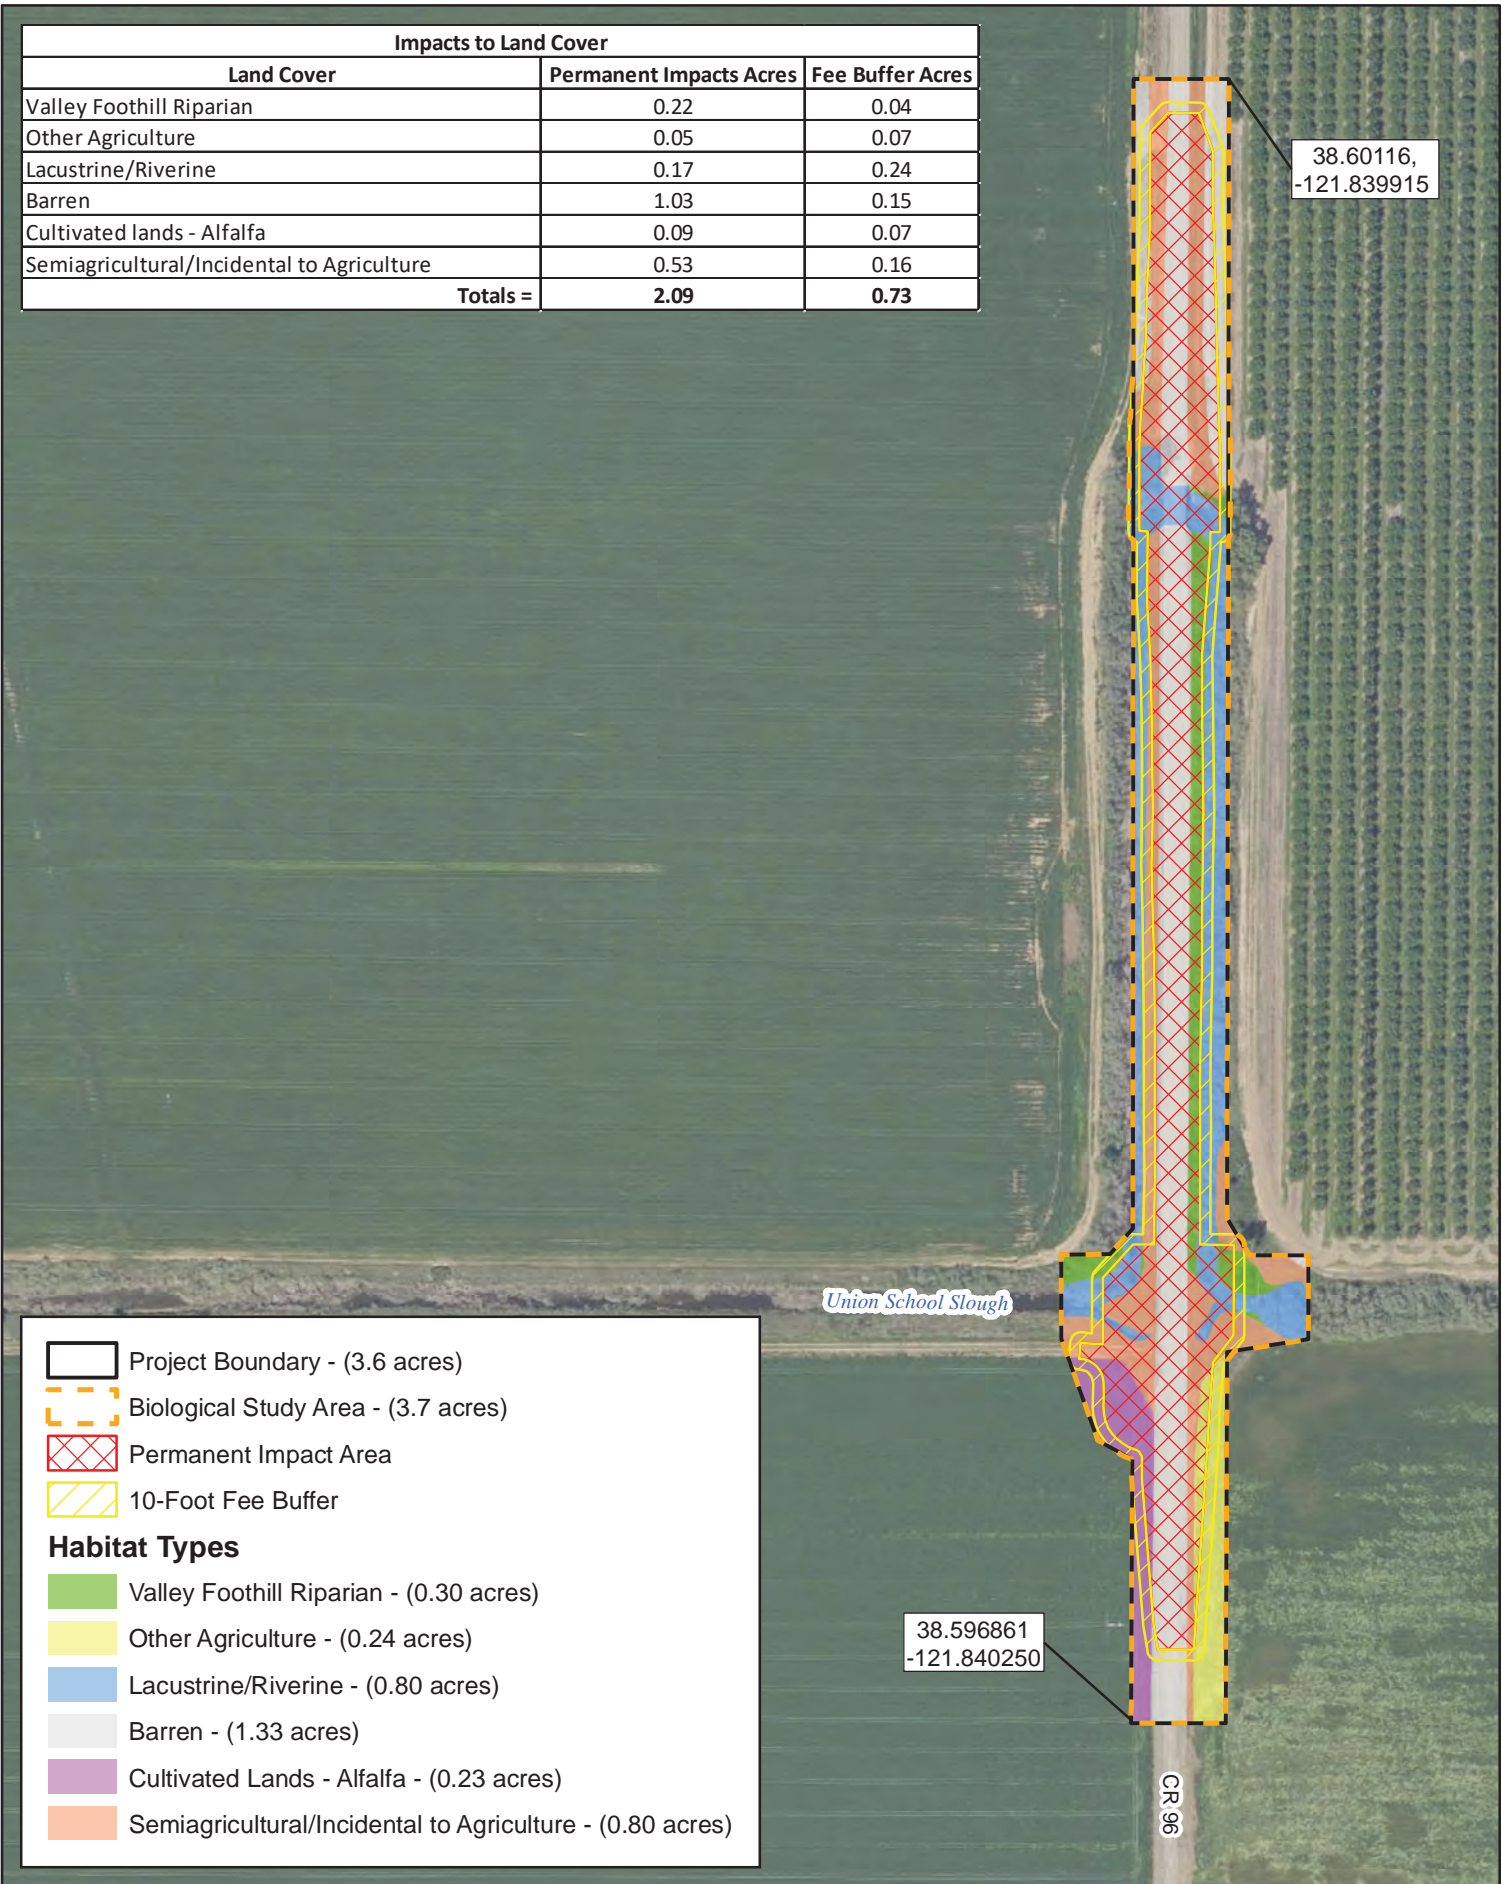 Impacts to Land Cover
Land Cover Permanent Impacts Acres Fee Buffer Acres
Valley Foothill Riparian 0.22 0.04
Other Agriculture 0.05 0.07
Lacustrine/Riverine 0.17 0.24
Barren 1.03 0.15
Cultivated lands - Alfalfa 0.09 0.07
Semiagricultural/Incidental to Agriculture 0.53 0.16
Totals = 2.09 0.73
38.60116,
-121.839915
Union School Slough
Project Boundary - (3.6 acres)
Biological Study Area - (3.7 acres)
Permanent Impact Area
10-Foot Fee Buffer
Habitat Types
Valley Foothill Riparian - (0.30 acres)
Other Agriculture - (0.24 acres)
Lacustrine/Riverine - (0.80 acres)
Barren - (1.33 acres)
Cultivated Lands - Alfalfa - (0.23 acres)
Semiagricultural/Incidental to Agriculture - (0.80 acres)
38.596861
-121.840250
CR 96